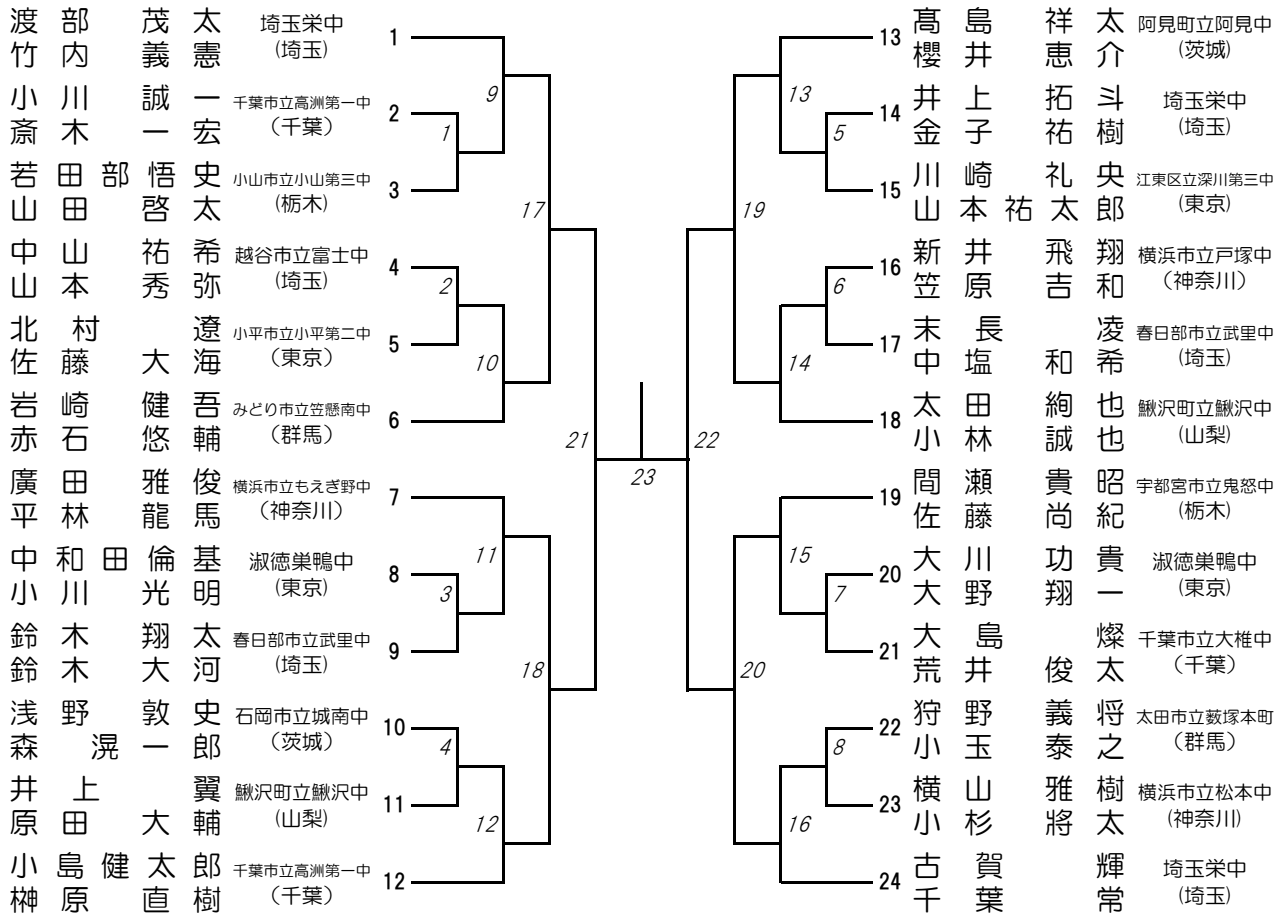 渡部 茂太 埼玉栄中
竹内 義憲 (埼玉)
1
小川 誠一 千葉市立高洲第一中
斎木 一宏 （千葉）
2
若田部悟史 小山市立小山第三中
山田 啓太 (栃木)
3
中山 祐希 越谷市立富士中
山本 秀弥 (埼玉)
4
北村 遼 小平市立小平第二中
佐藤 大海 （東京）
5
岩崎 健吾 みどり市立笠懸南中
赤石 悠輔 （群馬）
6
廣田 雅俊 横浜市立もえぎ野中
平林 龍馬 （神奈川）
7
中和田倫基 淑徳巣鴨中
小川 光明 (東京)
8
鈴木 翔太 春日部市立武里中
鈴木 大河 (埼玉)
9
浅野 敦史 石岡市立城南中
森 滉一郎 （茨城）
10
井上 翼 鰍沢町立鰍沢中
原田 大輔 (山梨)
11
小島健太郎 千葉市立高洲第一中
榊原 直樹 （千葉）
12
9
1
17
2
10
21
11
3
18
4
12
23
13
5
19
6
14
22
15
7
20
8
16
13
髙島 祥太 阿見町立阿見中
櫻井 恵介 (茨城)
14
井上 拓斗 埼玉栄中
金子 祐樹 (埼玉)
15
川崎 礼央 江東区立深川第三中
山本祐太郎 (東京)
16
新井 飛翔 横浜市立戸塚中
笠原 吉和 （神奈川）
17
末長 凌 春日部市立武里中
中塩 和希 (埼玉)
18
太田 絢也 鰍沢町立鰍沢中
小林 誠也 (山梨)
19
間瀬 貴昭 宇都宮市立鬼怒中
佐藤 尚紀 (栃木)
20
大川 功貴 淑徳巣鴨中
大野 翔一 (東京)
21
大島 燦 千葉市立大椎中
荒井 俊太 （千葉）
22
狩野 義将 太田市立薮塚本町
小玉 泰之 （群馬）
23
横山 雅樹 横浜市立松本中
小杉 將太 (神奈川)
24
古賀 輝 埼玉栄中
千葉 常 (埼玉)